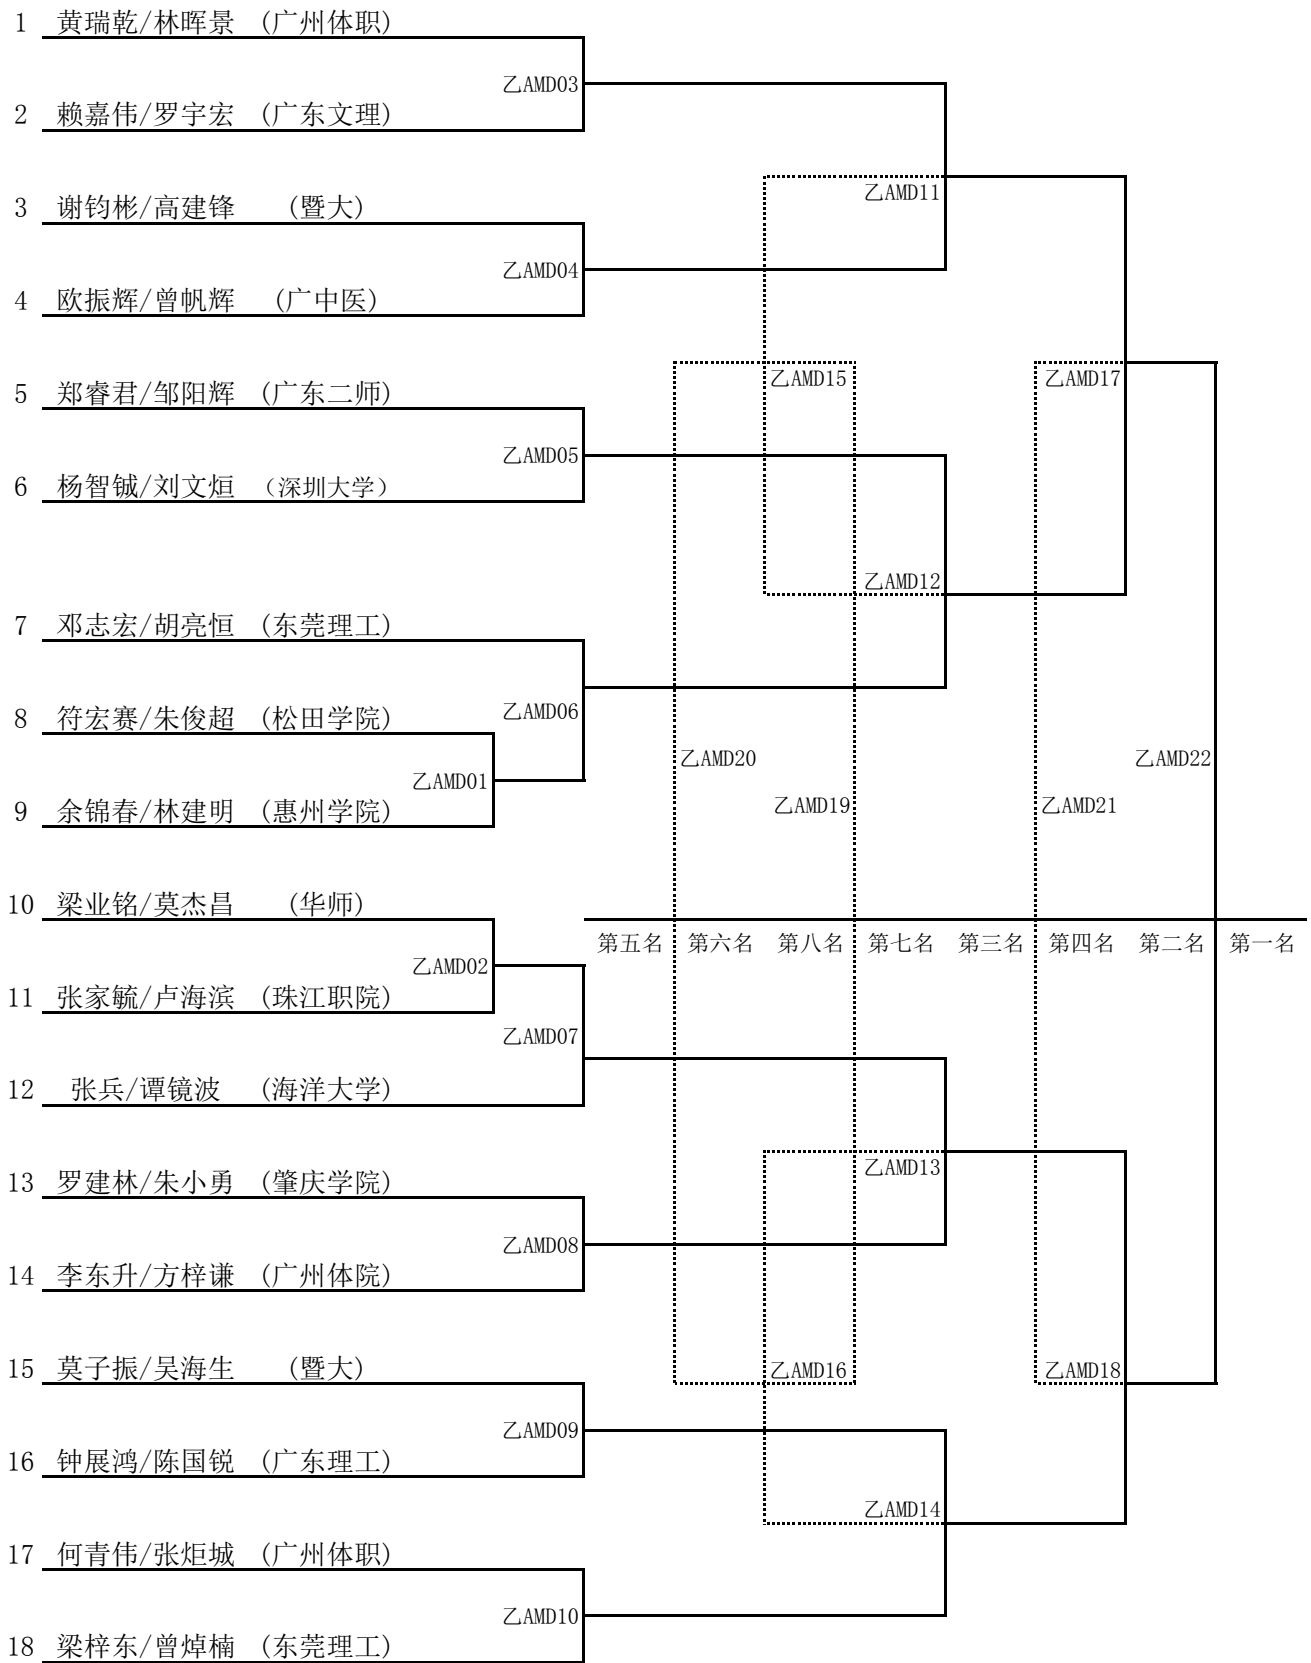 1 黄瑞乾/林晖景 (广州体职)
乙AMD03
2 赖嘉伟/罗宇宏 (广东文理)
乙AMD11
3 谢钧彬/高建锋 (暨大)
乙AMD04
4 欧振辉/曾帆辉 (广中医)
乙AMD15 乙AMD17
5 郑睿君/邹阳辉 (广东二师)
乙AMD05
6 杨智铖/刘文烜 （深圳大学）
乙AMD12
7 邓志宏/胡亮恒 (东莞理工)
8 符宏赛/朱俊超 (松田学院) 乙AMD06
乙AMD20 乙AMD22
乙AMD01
乙AMD19 乙AMD21
9 余锦春/林建明 (惠州学院)
10 梁业铭/莫杰昌 (华师)
第五名 第六名 第八名 第七名 第三名 第四名 第二名 第一名
乙AMD02
11 张家毓/卢海滨 (珠江职院)
乙AMD07
12 张兵/谭镜波 (海洋大学)
乙AMD13
13 罗建林/朱小勇 (肇庆学院)
乙AMD08
14 李东升/方梓谦 (广州体院)
15 莫子振/吴海生 (暨大) 乙AMD16 乙AMD18
乙AMD09
16 钟展鸿/陈国锐 (广东理工)
乙AMD14
17 何青伟/张炬城 (广州体职)
乙AMD10
18 梁梓东/曾焯楠 (东莞理工)